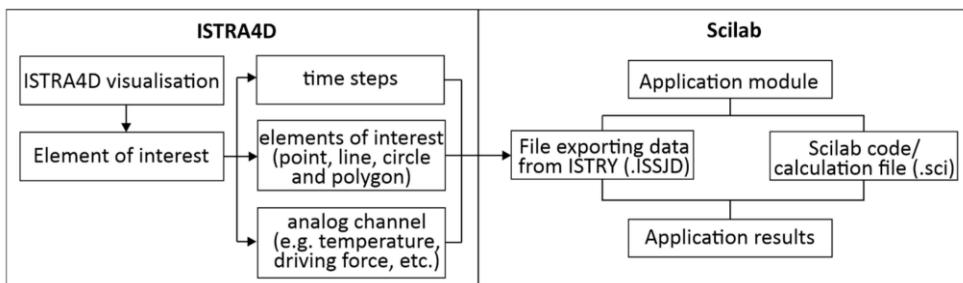 ISTRA4D
ISTRA4D visualisation
Element of interest
time steps
elements of interest
(point, line, circle
and polygon)
analog channel
(e.g. temperature,
driving force, etc.)
Scilab
Application module
File exporting data
from ISTRY (.ISSJD)
Scilab code/
calculation file (.sci)
Application results